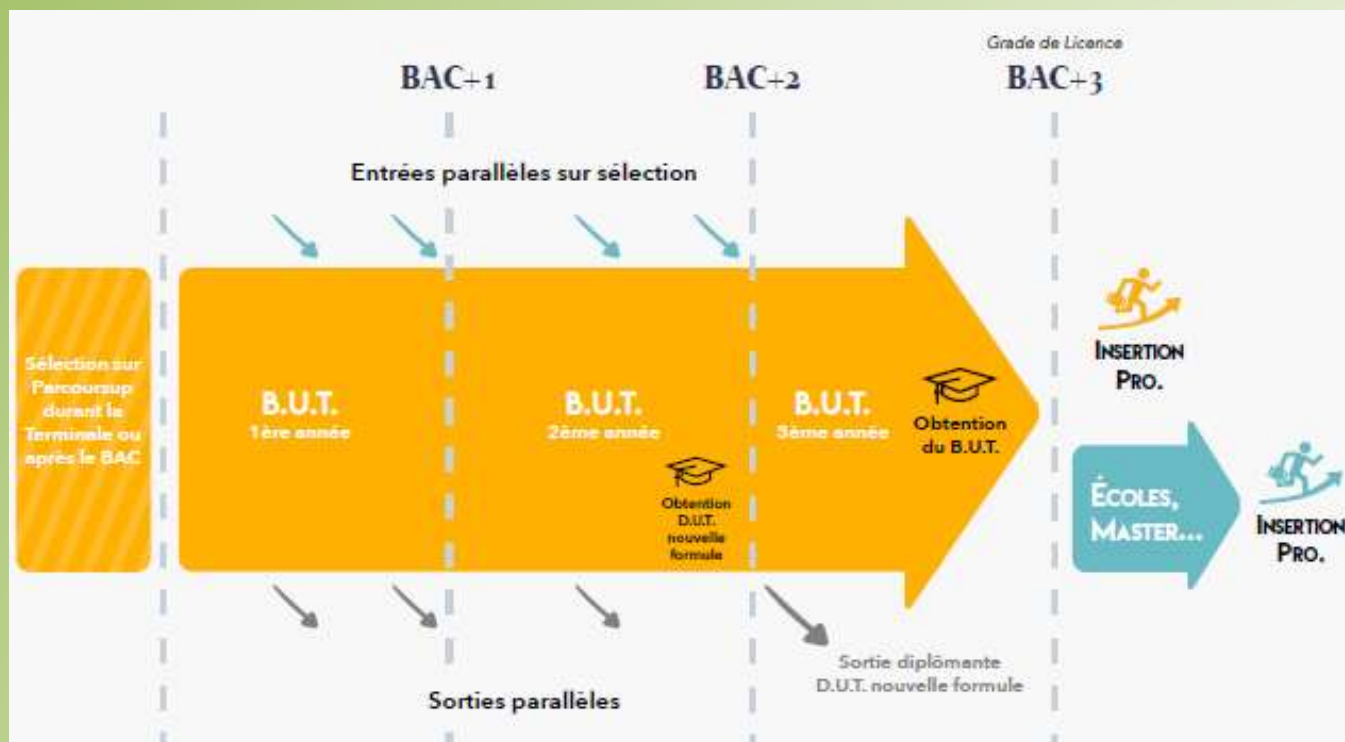 Grade de Licence
BAC+1
BAC+2
BAC+3
Entrées parallèles sur sélection
Sélection sur
Parcoursup
durant la
Terminale ou
après le BAC
B.U.T.
1ère année
B.U.T.
2ème année
Obtention
D.U.T.
nouvelle
formule
B.U.T.
3ème année
Obtention
du B.U.T.
INSERTION
PRO.
ÉCOLES,
MASTER...
INSERTION
PRO.
Sortie diplômante
D.U.T. nouvelle formule
Sorties parallèles